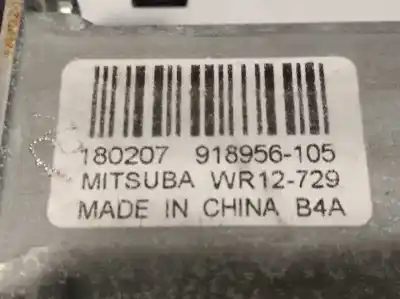 180207 918956-105
MITSUBA WR12-729
MADE IN CHINA B4A